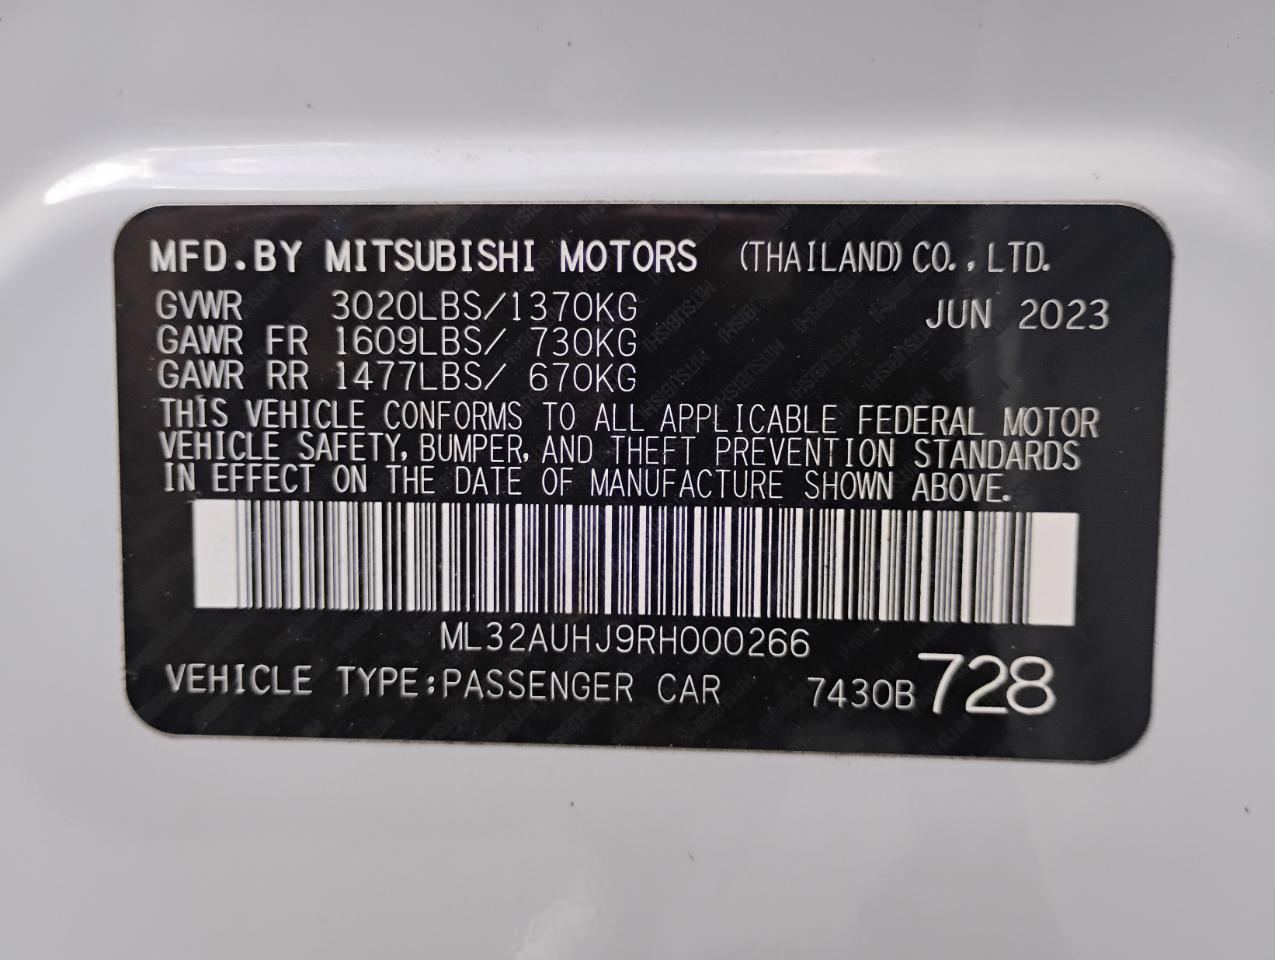 MFD.BY MITSUBISHI MOTORS (THAILAND) CO., LTD.
GVWR 3020LBS/1370KG JUN 2023
GAWR FR 1609LBS/ 730KG
GAWR RR 1477LBS/ 670KG
THIS VEHICLE CONFORMS TO ALL APPLICABLE FEDERAL MOTOR
VEHICLE SAFETY, BUMPER, AND THEFT PREVENTION STANDARDS
IN EFFECT ON THE DATE OF MANUFACTURE SHOWN ABOVE.
ML32AUHJ9RH000266
VEHICLE TYPE:PASSENGER CAR 7430B 728